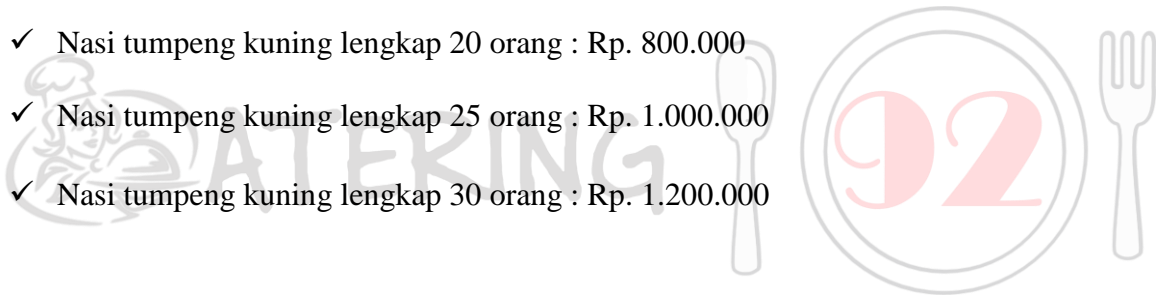 ✓ Nasi tumpeng kuning lengkap 20 orang : Rp. 800.000
✓ Nasi tumpeng kuning lengkap 25 orang : Rp. 1.000.000
✓ Nasi tumpeng kuning lengkap 30 orang : Rp. 1.200.000
ATERING 92